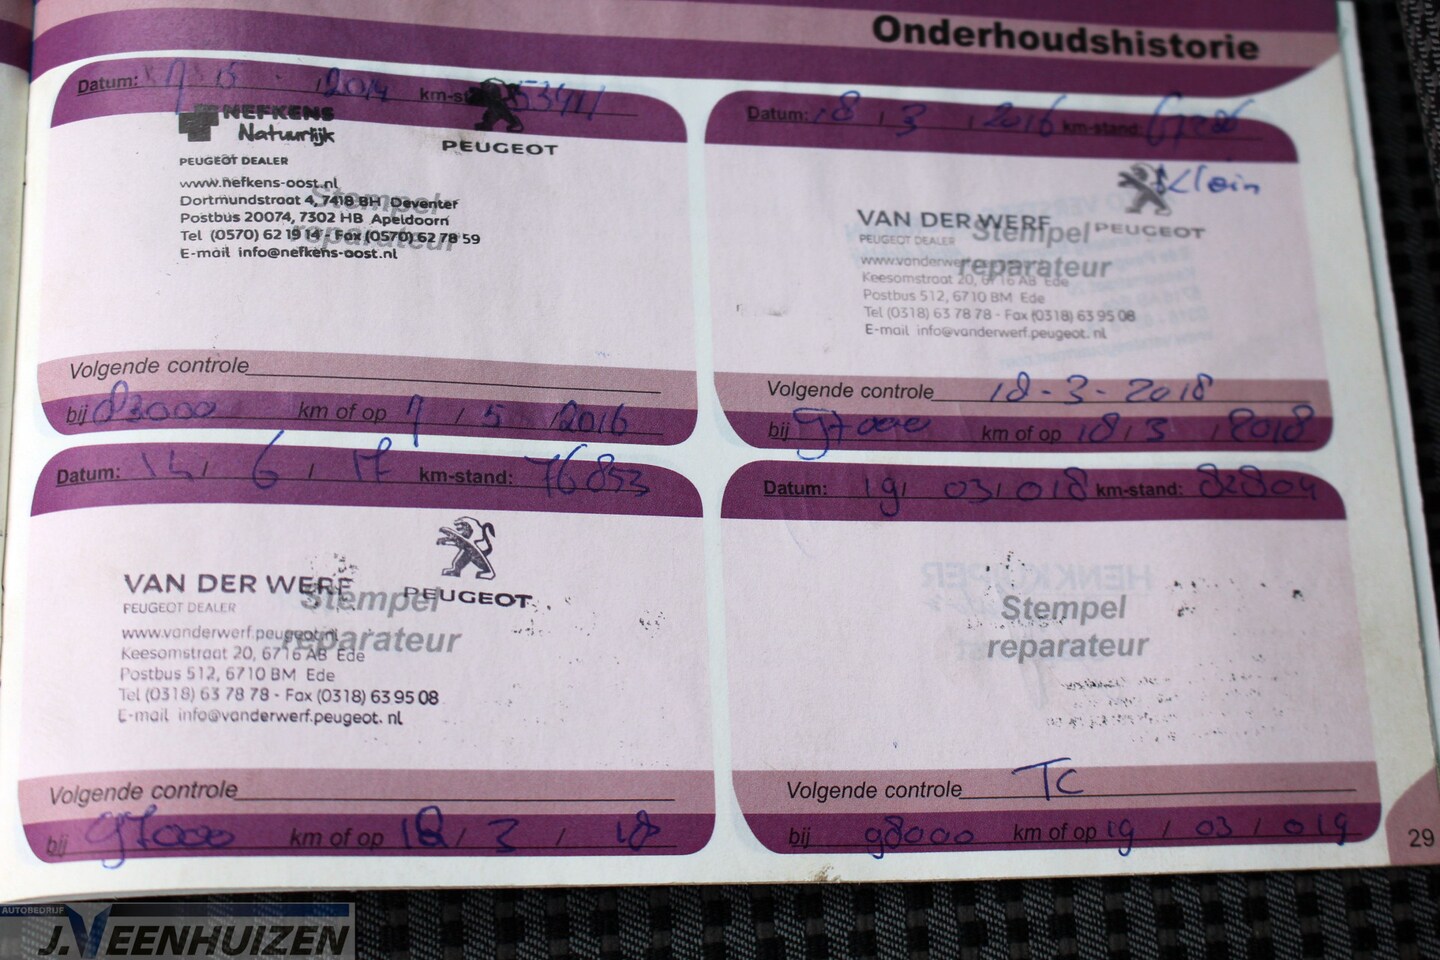 Onderhoudshistorie
Datum: 7 5 2014 km-st 53411
NEFKENS
Natuurlijk
PEUGEOT
PEUGEOT DEALER
www.nefkens-oost.nl
Dortmundstraat 4, 7418 BH Deventer
Postbus 20074, 7302 HB Apeldoorn
Tel (0570) 62 19 14 - Fax (0570) 62 78 59
E-mail info@nefkens-oost.nl
Stempel
reparateur
Volgende controle
bij 83000 km of op 7 / 5 / 2016
Datum: 18 / 3 / 2016 km-stand:
Klein
VAN DER WERF
PEUGEOT
PEUGEOT DEALER
Stempel
reparateur
www.vanderwe
Keesomstraat 20, 6716 AB Ede
Postbus 512, 6710 BM Ede
Tel (0318) 63 78 78 - Fax (0318) 63 95 08
E-mail info@vanderwerf.peugeot.nl
Volgende controle 18-3-2018
bij 97000 km of op 18 / 3 / 2018
Datum: / 6 / 17 km-stand: 76853
VAN DER WERF
PEUGEOT
PEUGEOT DEALER
Stempel
reparateur
www.vanderwerf.peugeot.nl
Keesomstraat 20, 6716 AB Ede
Postbus 512, 6710 BM Ede
Tel (0318) 63 78 78 - Fax (0318) 63 95 08
E-mail info@vanderwerf.peugeot.nl
Volgende controle
bij 97000 km of op 18 / 3 / 18
Datum: 19 / 03 / 018 km-stand: 82804
Stempel
reparateur
Volgende controle TC
bij 98000 km of op 19 / 03 / 019
29
AUTOBEDRIJF
J.VEENHUIZEN